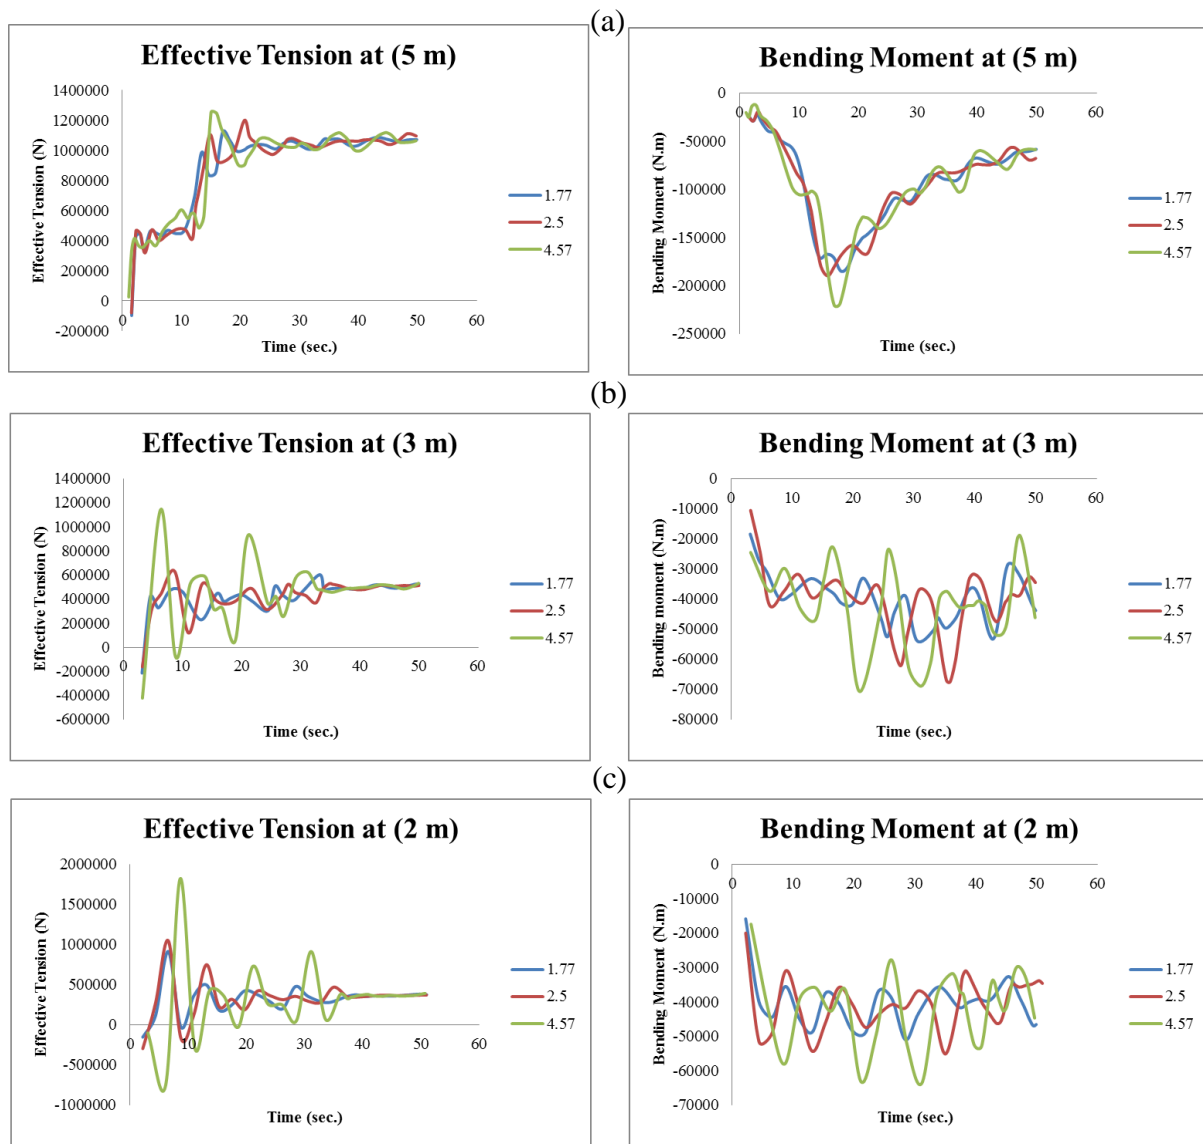 (a)
Effective Tension at (5 m)
Effective Tension (N)
1400000
1200000
1000000
800000
600000
400000
200000
0
-200000
0 10 20 30 40 50 60
Time (sec.)
1.77
2.5
4.57
Bending Moment at (5 m)
Bending Moment (N.m)
0
-50000
-100000
-150000
-200000
-250000
0 10 20 30 40 50 60
Time (sec.)
1.77
2.5
4.57
(b)
Effective Tension at (3 m)
Effective Tension (N)
1400000
1200000
1000000
800000
600000
400000
200000
0
-200000
-400000
-600000
0 10 20 30 40 50 60
Time (sec.)
1.77
2.5
4.57
Bending Moment at (3 m)
Bending moment (N.m)
0
-10000
-20000
-30000
-40000
-50000
-60000
-70000
-80000
0 10 20 30 40 50 60
Time (sec.)
1.77
2.5
4.57
(c)
Effective Tension at (2 m)
Effective Tension (N)
2000000
1500000
1000000
500000
0
-500000
-1000000
0 10 20 30 40 50 60
Time (sec.)
1.77
2.5
4.57
Bending Moment at (2 m)
Bending Moment (N.m)
0
-10000
-20000
-30000
-40000
-50000
-60000
-70000
0 10 20 30 40 50 60
Time (sec.)
1.77
2.5
4.57